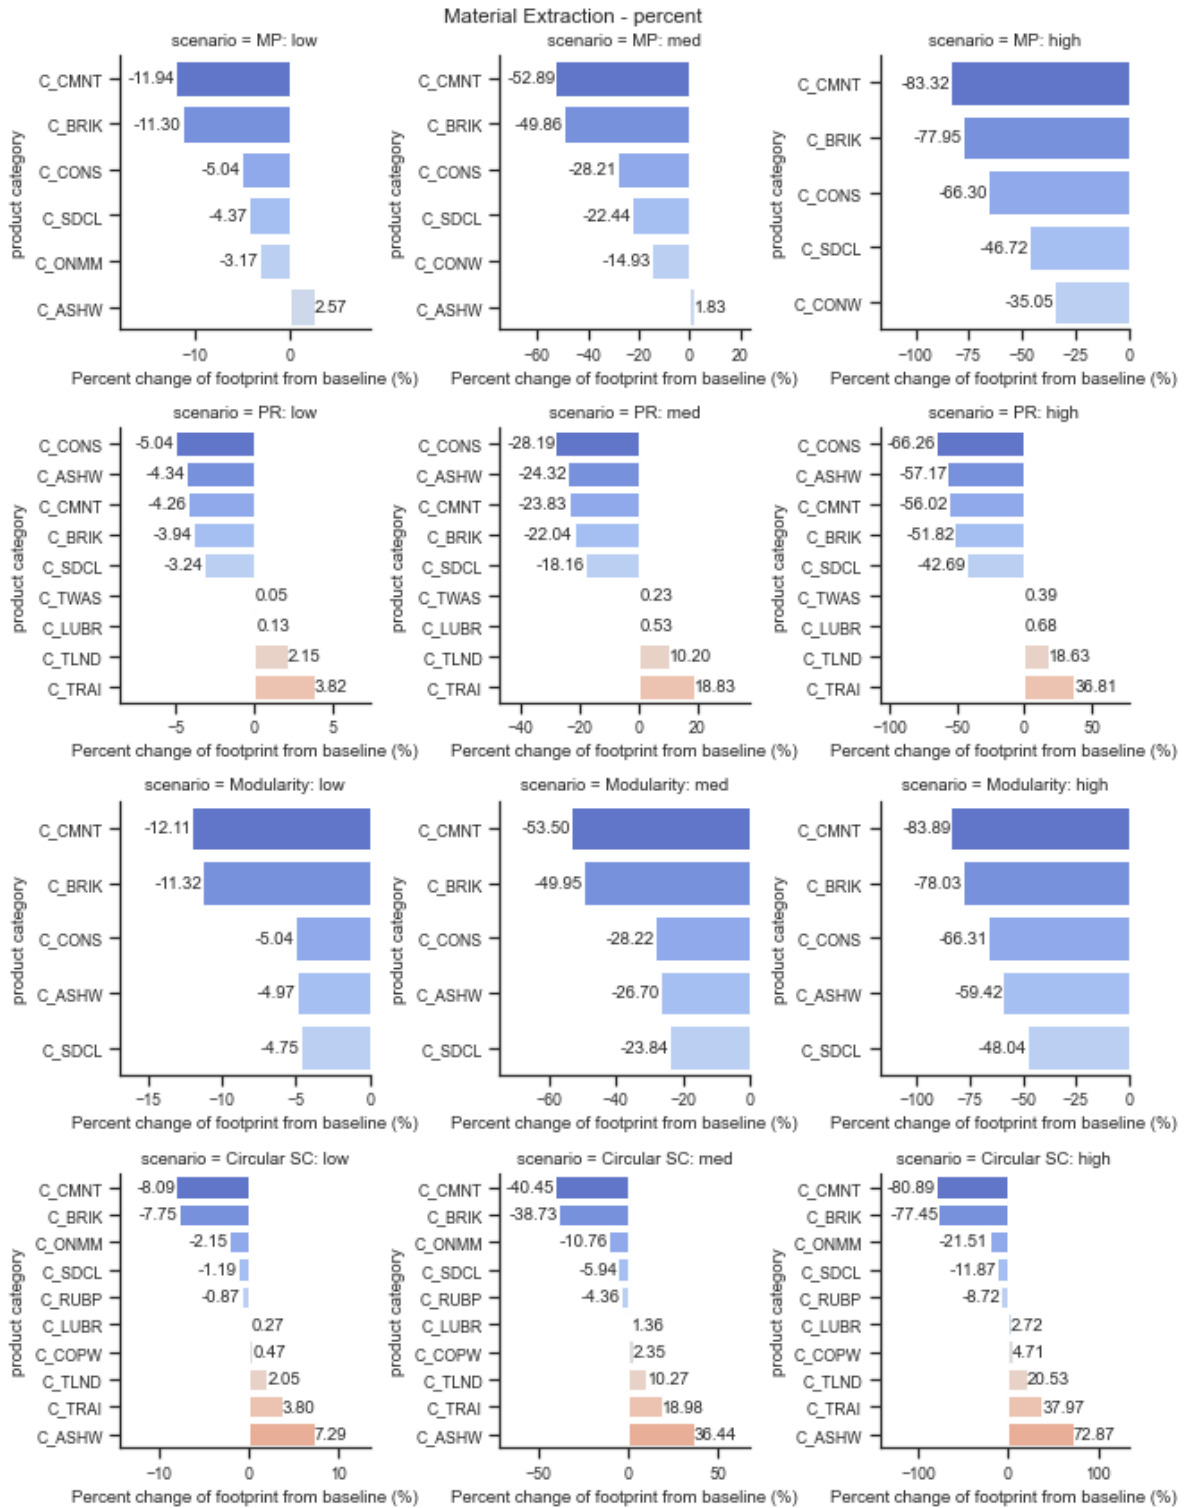 Material Extraction - percent
scenario = MP: low
product category
C_CMNT -11.94
C_BRIK -11.30
C_CONS -5.04
C_SDCL -4.37
C_ONMM -3.17
C_ASHW 2.57
−10 0
Percent change of footprint from baseline (%)
scenario = MP: med
product category
C_CMNT -52.89
C_BRIK -49.86
C_CONS -28.21
C_SDCL -22.44
C_CONW -14.93
C_ASHW 1.83
−60 −40 −20 0 20
Percent change of footprint from baseline (%)
scenario = MP: high
product category
C_CMNT -83.32
C_BRIK -77.95
C_CONS -66.30
C_SDCL -46.72
C_CONW -35.05
−100 −75 −50 −25 0
Percent change of footprint from baseline (%)
scenario = PR: low
product category
C_CONS -5.04
C_ASHW -4.34
C_CMNT -4.26
C_BRIK -3.94
C_SDCL -3.24
C_TWAS 0.05
C_LUBR 0.13
C_TLND 2.15
C_TRAI 3.82
−5 0 5
Percent change of footprint from baseline (%)
scenario = PR: med
product category
C_CONS -28.19
C_ASHW -24.32
C_CMNT -23.83
C_BRIK -22.04
C_SDCL -18.16
C_TWAS 0.23
C_LUBR 0.53
C_TLND 10.20
C_TRAI 18.83
−40 −20 0 20
Percent change of footprint from baseline (%)
scenario = PR: high
product category
C_CONS -66.26
C_ASHW -57.17
C_CMNT -56.02
C_BRIK -51.82
C_SDCL -42.69
C_TWAS 0.39
C_LUBR 0.68
C_TLND 18.63
C_TRAI 36.81
−100 −50 0 50
Percent change of footprint from baseline (%)
scenario = Modularity: low
product category
C_CMNT -12.11
C_BRIK -11.32
C_CONS -5.04
C_ASHW -4.97
C_SDCL -4.75
−15 −10 −5 0
Percent change of footprint from baseline (%)
scenario = Modularity: med
product category
C_CMNT -53.50
C_BRIK -49.95
C_CONS -28.22
C_ASHW -26.70
C_SDCL -23.84
−60 −40 −20 0
Percent change of footprint from baseline (%)
scenario = Modularity: high
product category
C_CMNT -83.89
C_BRIK -78.03
C_CONS -66.31
C_ASHW -59.42
C_SDCL -48.04
−100 −75 −50 −25 0
Percent change of footprint from baseline (%)
scenario = Circular SC: low
product category
C_CMNT -8.09
C_BRIK -7.75
C_ONMM -2.15
C_SDCL -1.19
C_RUBP -0.87
C_LUBR 0.27
C_COPW 0.47
C_TLND 2.05
C_TRAI 3.80
C_ASHW 7.29
−10 0 10
Percent change of footprint from baseline (%)
scenario = Circular SC: med
product category
C_CMNT -40.45
C_BRIK -38.73
C_ONMM -10.76
C_SDCL -5.94
C_RUBP -4.36
C_LUBR 1.36
C_COPW 2.35
C_TLND 10.27
C_TRAI 18.98
C_ASHW 36.44
−50 0 50
Percent change of footprint from baseline (%)
scenario = Circular SC: high
product category
C_CMNT -80.89
C_BRIK -77.45
C_ONMM -21.51
C_SDCL -11.87
C_RUBP -8.72
C_LUBR 2.72
C_COPW 4.71
C_TLND 20.53
C_TRAI 37.97
C_ASHW 72.87
−100 0 100
Percent change of footprint from baseline (%)